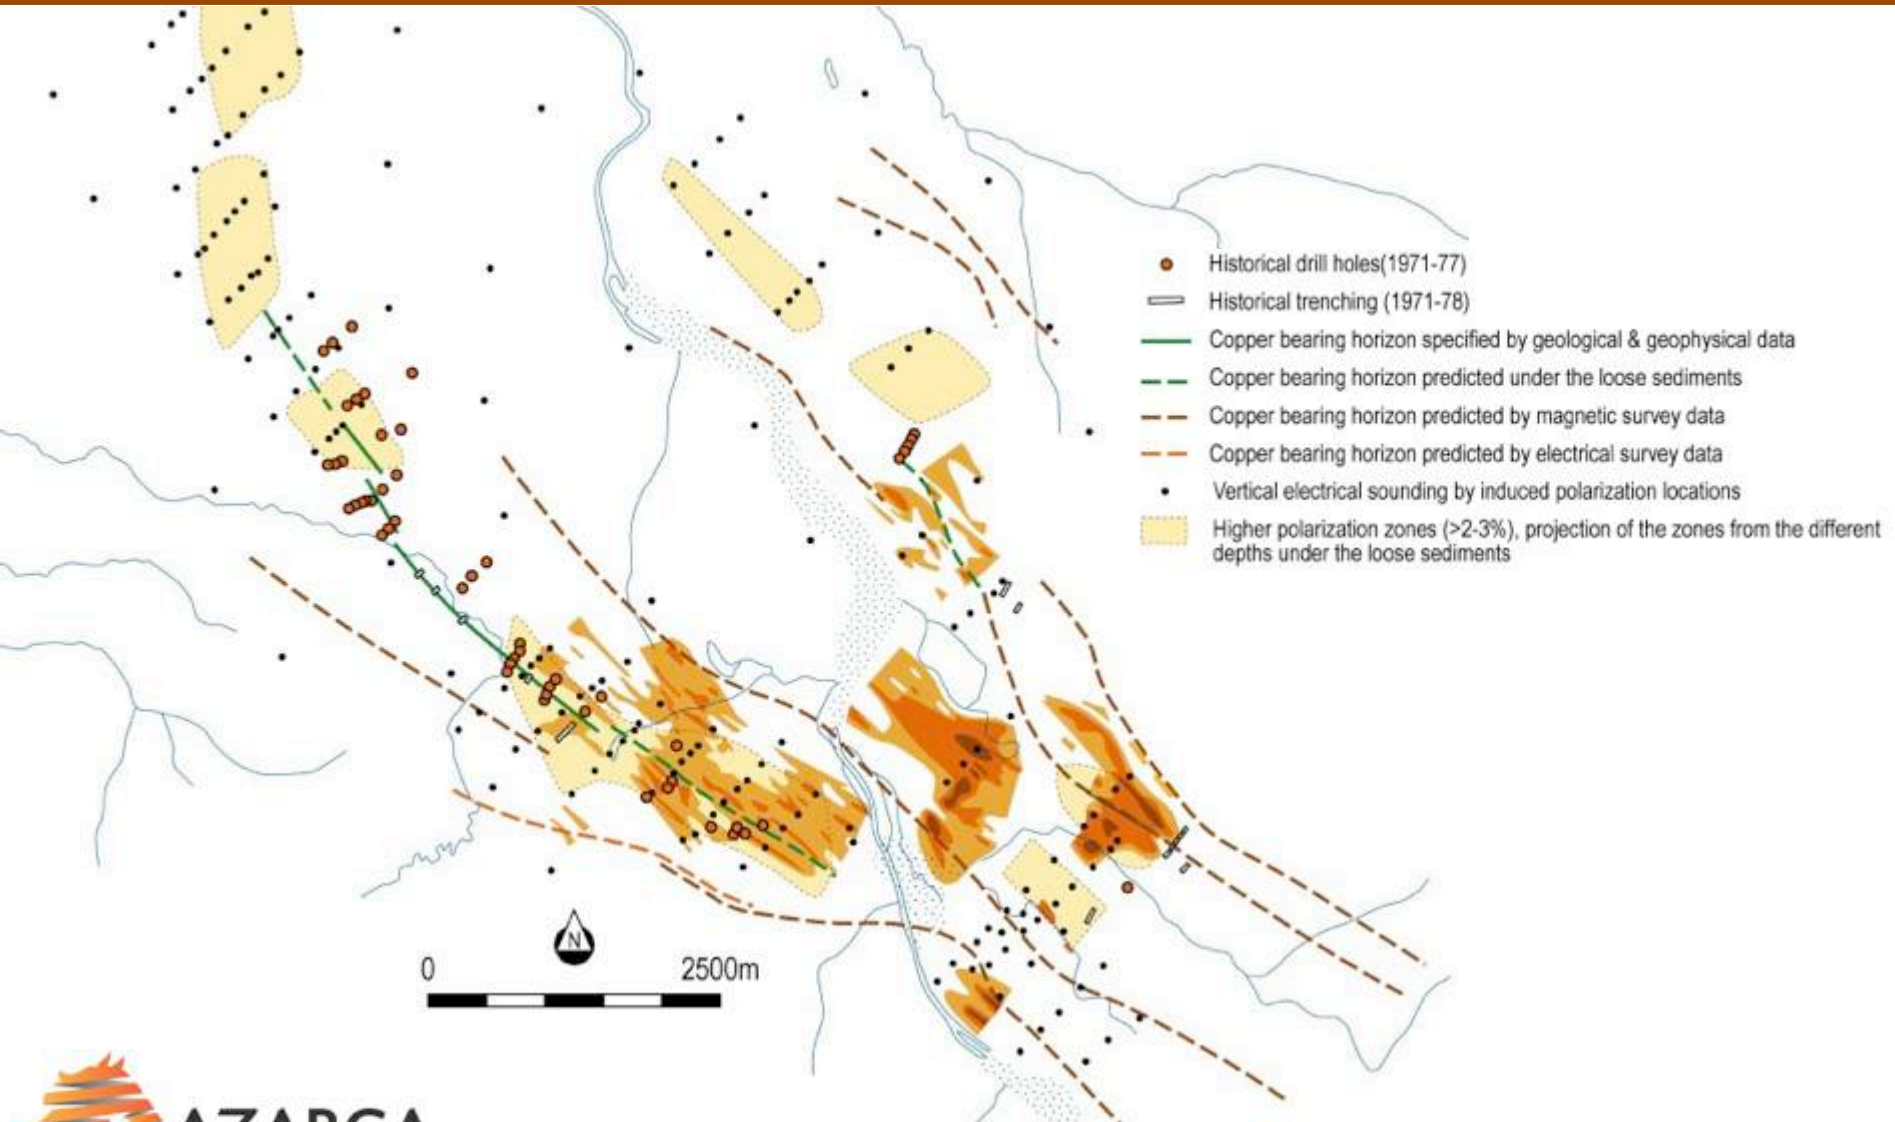 Historical drill holes(1971-77)
Historical trenching (1971-78)
Copper bearing horizon specified by geological & geophysical data
Copper bearing horizon predicted under the loose sediments
Copper bearing horizon predicted by magnetic survey data
Copper bearing horizon predicted by electrical survey data
Vertical electrical sounding by induced polarization locations
Higher polarization zones (>2-3%), projection of the zones from the different
depths under the loose sediments
N
0 2500m
AZARGA